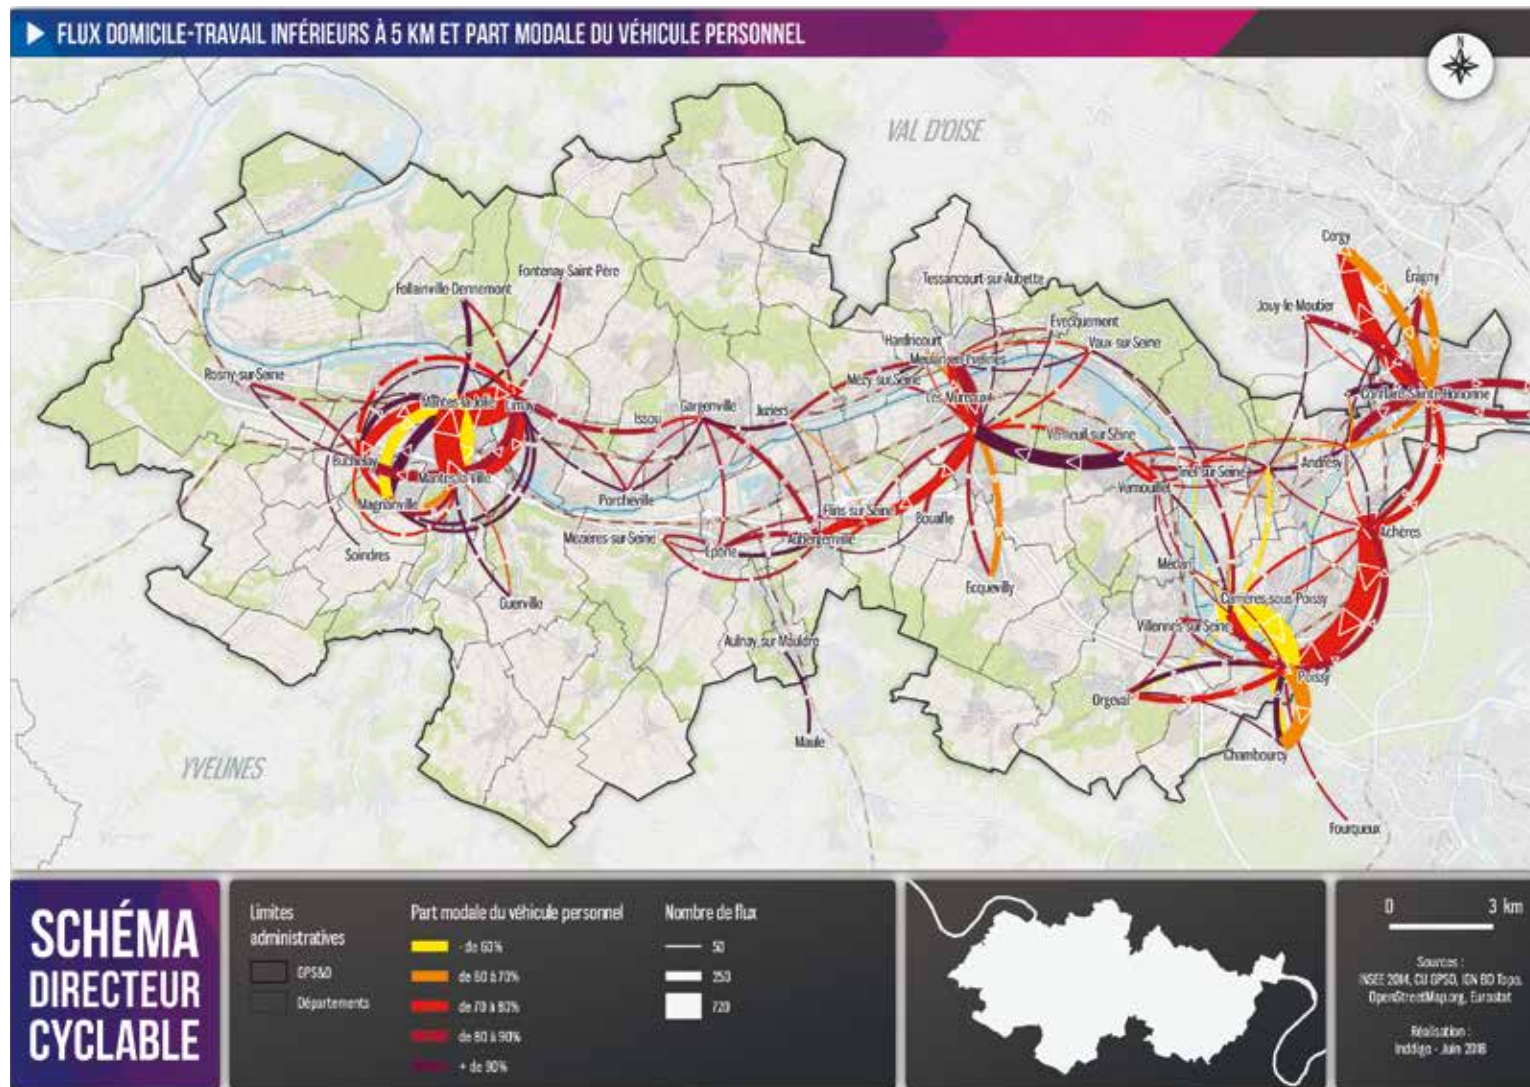 FLUX DOMICILE-TRAVAIL INFÉRIEURS À 5 KM ET PART MODALE DU VÉHICULE PERSONNEL
N
VAL D'OISE
Cergy
Éragny
Fontenay Saint Père
Tessancourt-sur-Aubette
Follainville-Dennemont
Jouy-le-Moutier
Evecquemont
Hardricourt
Vaux-sur-Seine
Meulan-en-Yvelines
Rosny-sur-Seine
Mézy-sur-Seine
Conflans-Sainte-Honorine
Mantes-la-Jolie
Limay
Issou
Gargenville
Juziers
Les Mureaux
Verneuil-sur-Seine
Buchelay
Andrésy
Triel-sur-Seine
Mantes-la-Ville
Vernouillet
Magnanville
Porcheville
Flins-sur-Seine
Bouafle
Achères
Mézières-sur-Seine
Épône
Aubergenville
Soindres
Médan
Ecquevilly
Carrières-sous-Poissy
Guerville
Villennes-sur-Seine
Aulnay-sur-Mauldre
Poissy
Orgeval
Maule
Chambourcy
YVELINES
Fourqueux
SCHÉMA
DIRECTEUR
CYCLABLE
Limites
administratives
GPS&O
Départements
Part modale du véhicule personnel
- de 60%
de 60 à 70%
de 70 à 80%
de 80 à 90%
+ de 90%
Nombre de flux
50
250
720
0 3 km
Sources :
INSEE 2014, CU GPSO, IGN BD Topo,
OpenStreetMap.org, Eurostat
Réalisation :
Inddigo - Juin 2018